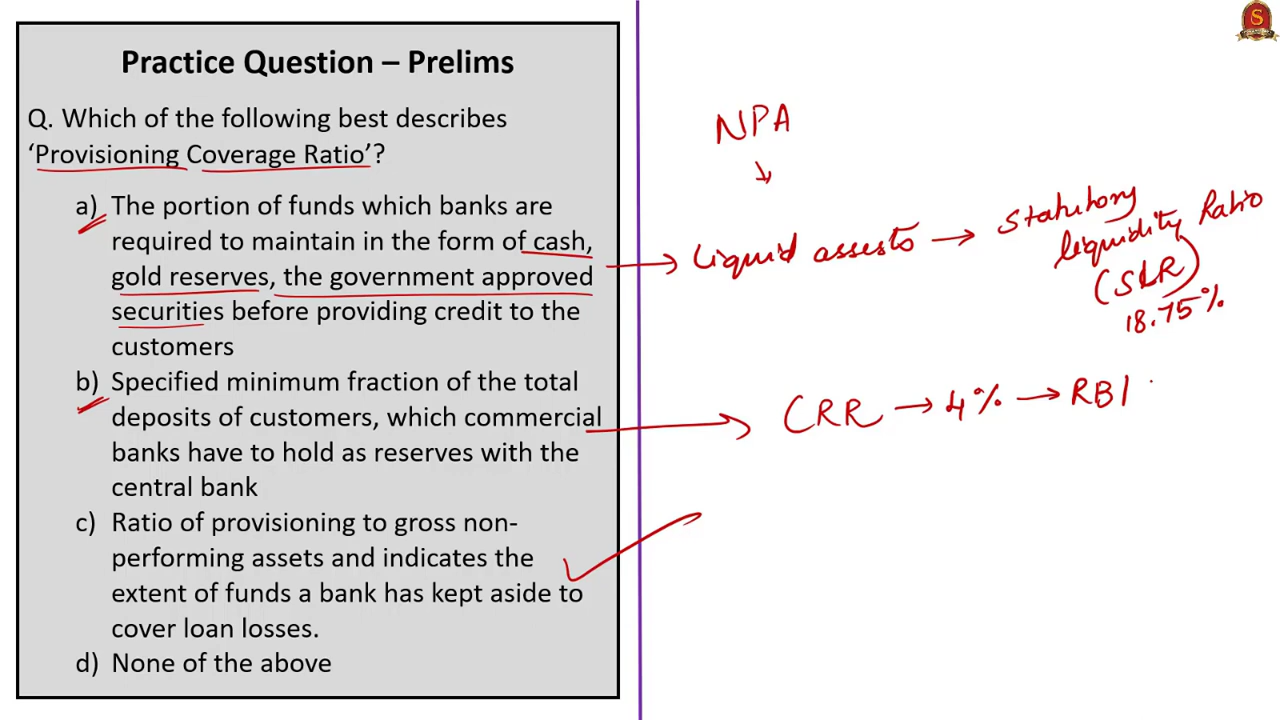 Practice Question – Prelims
Q. Which of the following best describes
‘Provisioning Coverage Ratio’?
a) The portion of funds which banks are
required to maintain in the form of cash,
gold reserves, the government approved
securities before providing credit to the
customers
b) Specified minimum fraction of the total
deposits of customers, which commercial
banks have to hold as reserves with the
central bank
c) Ratio of provisioning to gross non-
performing assets and indicates the
extent of funds a bank has kept aside to
cover loan losses.
d) None of the above
NPA
Liquid assests → Statutory
liquidity Ratio
(SLR)
18.75%
CRR → 4% → RBI
S